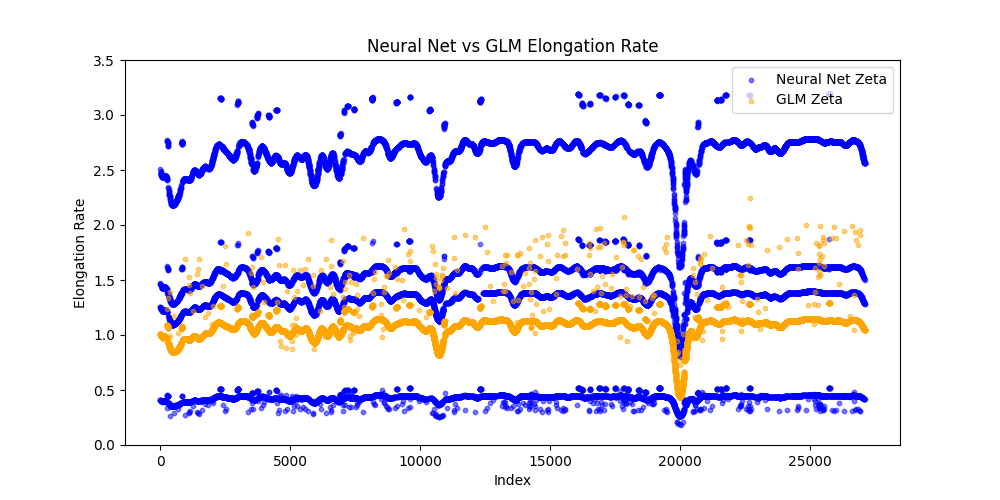 Neural Net vs GLM Elongation Rate
3.5
3.0
2.5
2.0
1.5
1.0
0.5
0.0
Elongation Rate
Neural Net Zeta
GLM Zeta
0
5000
10000
15000
20000
25000
Index